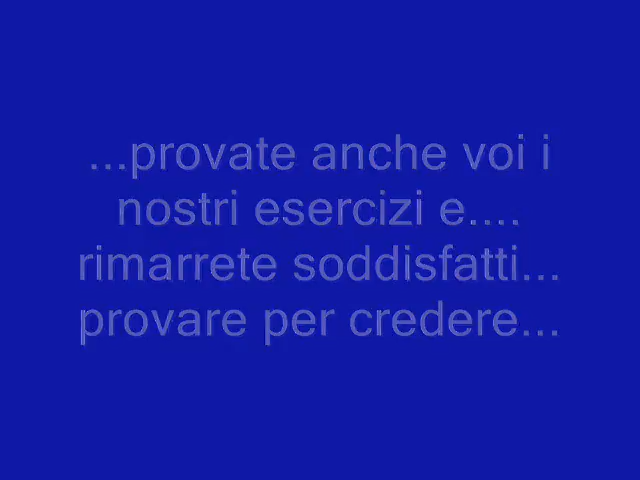 ...provate anche voi i
nostri esercizi e....
rimarrete soddisfatti...
provare per credere...